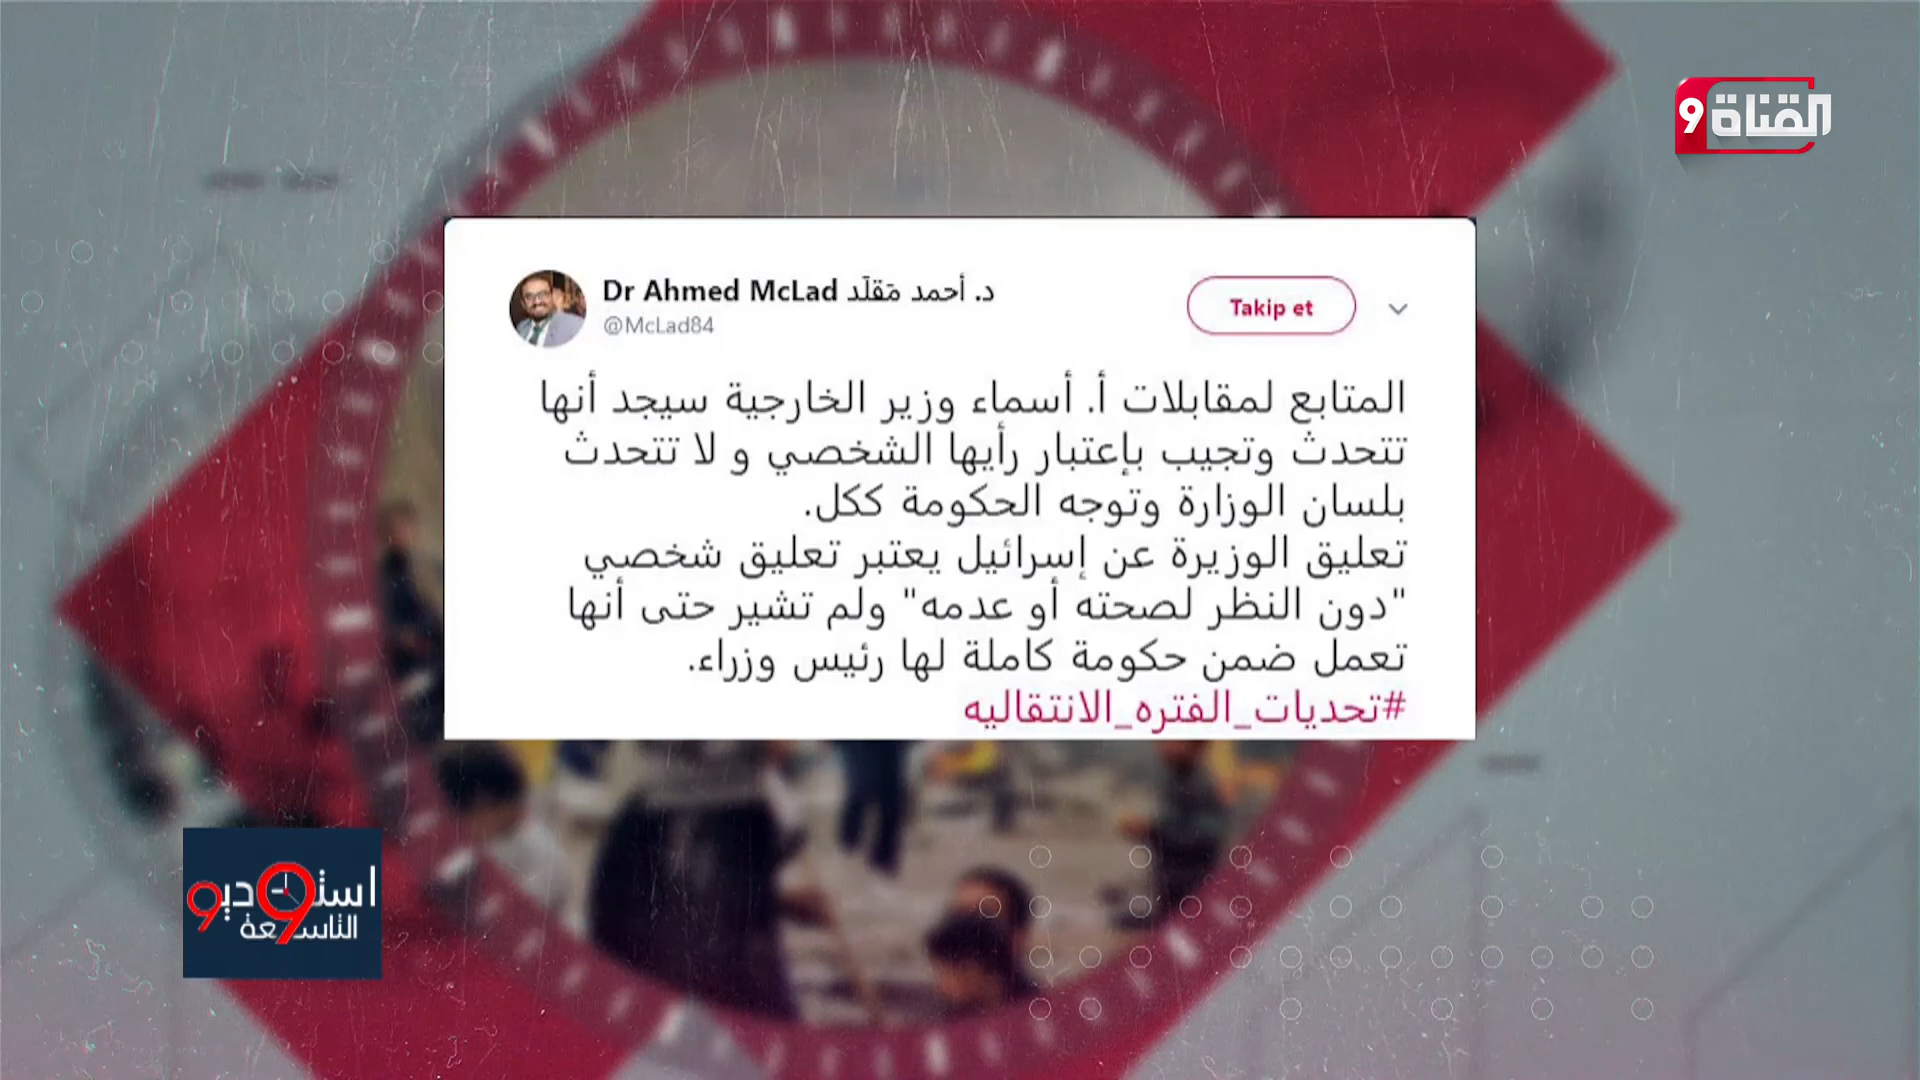 القناة 9
Dr Ahmed McLad د. أحمد مَقلَد
@McLad84
Takip et
المتابع لمقابلات أ. أسماء وزير الخارجية سيجد أنها
تتحدث وتجيب بإعتبار رأيها الشخصي و لا تتحدث
بلسان الوزارة وتوجه الحكومة ككل.
تعليق الوزيرة عن إسرائيل يعتبر تعليق شخصي
"دون النظر لصحته أو عدمه" ولم تشير حتى أنها
تعمل ضمن حكومة كاملة لها رئيس وزراء.
#تحديات_الفتره_الانتقاليه
استوديو 9
التاسعة